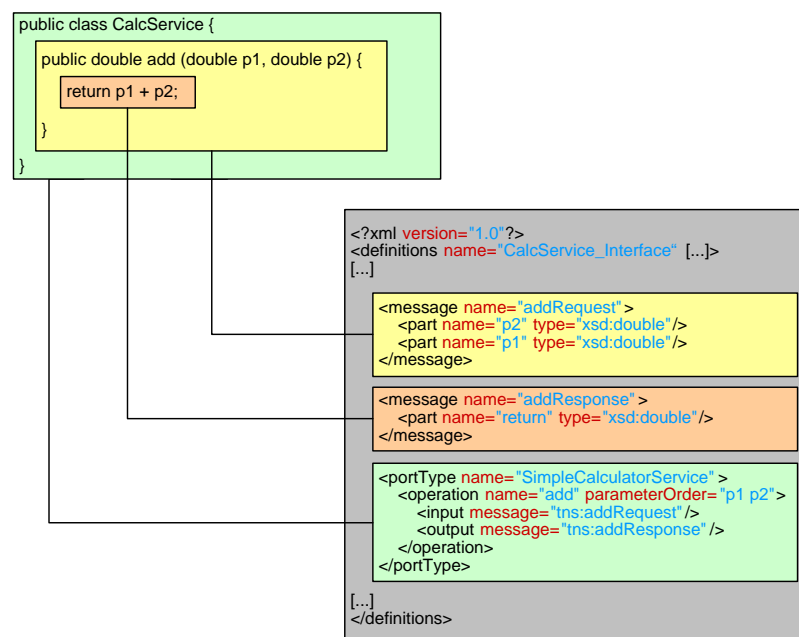 public class CalcService {
public double add (double p1, double p2) {
return p1 + p2;
}
}
<?xml version="1.0"?>
<definitions name="CalcService_Interface“ [...]>
[...]
<message name="addRequest">
<part name="p2" type="xsd:double"/>
<part name="p1" type="xsd:double"/>
</message>
<message name="addResponse">
<part name="return" type="xsd:double"/>
</message>
<portType name="SimpleCalculatorService">
<operation name="add" parameterOrder="p1 p2">
<input message="tns:addRequest"/>
<output message="tns:addResponse"/>
</operation>
</portType>
[...]
</definitions>